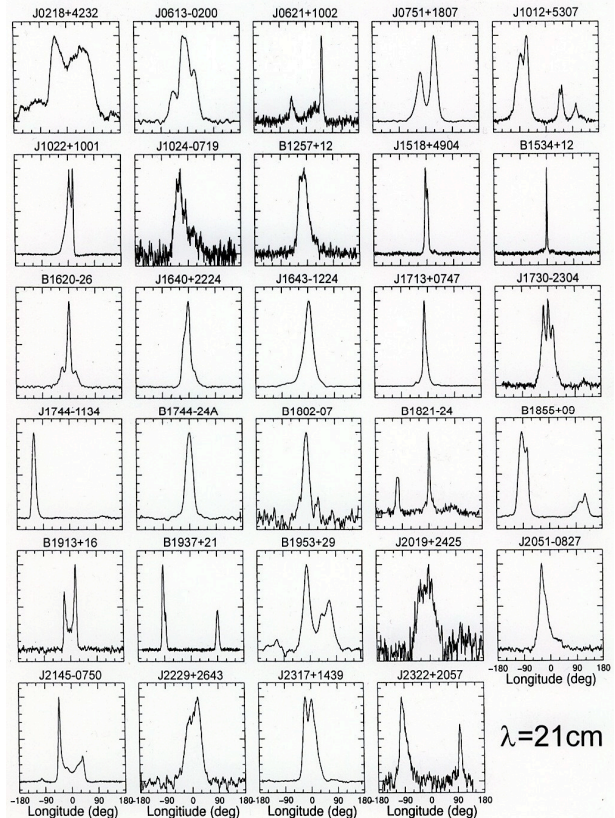 J0218+4232 J0613-0200 J0621+1002 J0751+1807 J1012+5307
J1022+1001 J1024-0719 B1257+12 J1518+4904 B1534+12
B1620-26 J1640+2224 J1643-1224 J1713+0747 J1730-2304
J1744-1134 B1744-24A B1802-07 B1821-24 B1855+09
B1913+16 B1937+21 B1953+29 J2019+2425 J2051-0827
-180 -90 0 90 180
Longitude (deg)
J2145-0750 J2229+2643 J2317+1439 J2322+2057
λ=21cm
-180 -90 0 90 180 -90 0 90 180 -90 0 90 180 -90 0 90 180
Longitude (deg) Longitude (deg) Longitude (deg) Longitude (deg)